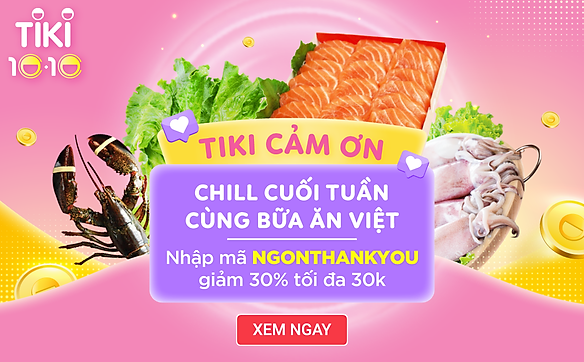 TIKI
10.10
TIKI CẢM ƠN
CHILL CUỐI TUẦN
CÙNG BỮA ĂN VIỆT
Nhập mã NGONTHANKYOU
giảm 30% tối đa 30k
XEM NGAY